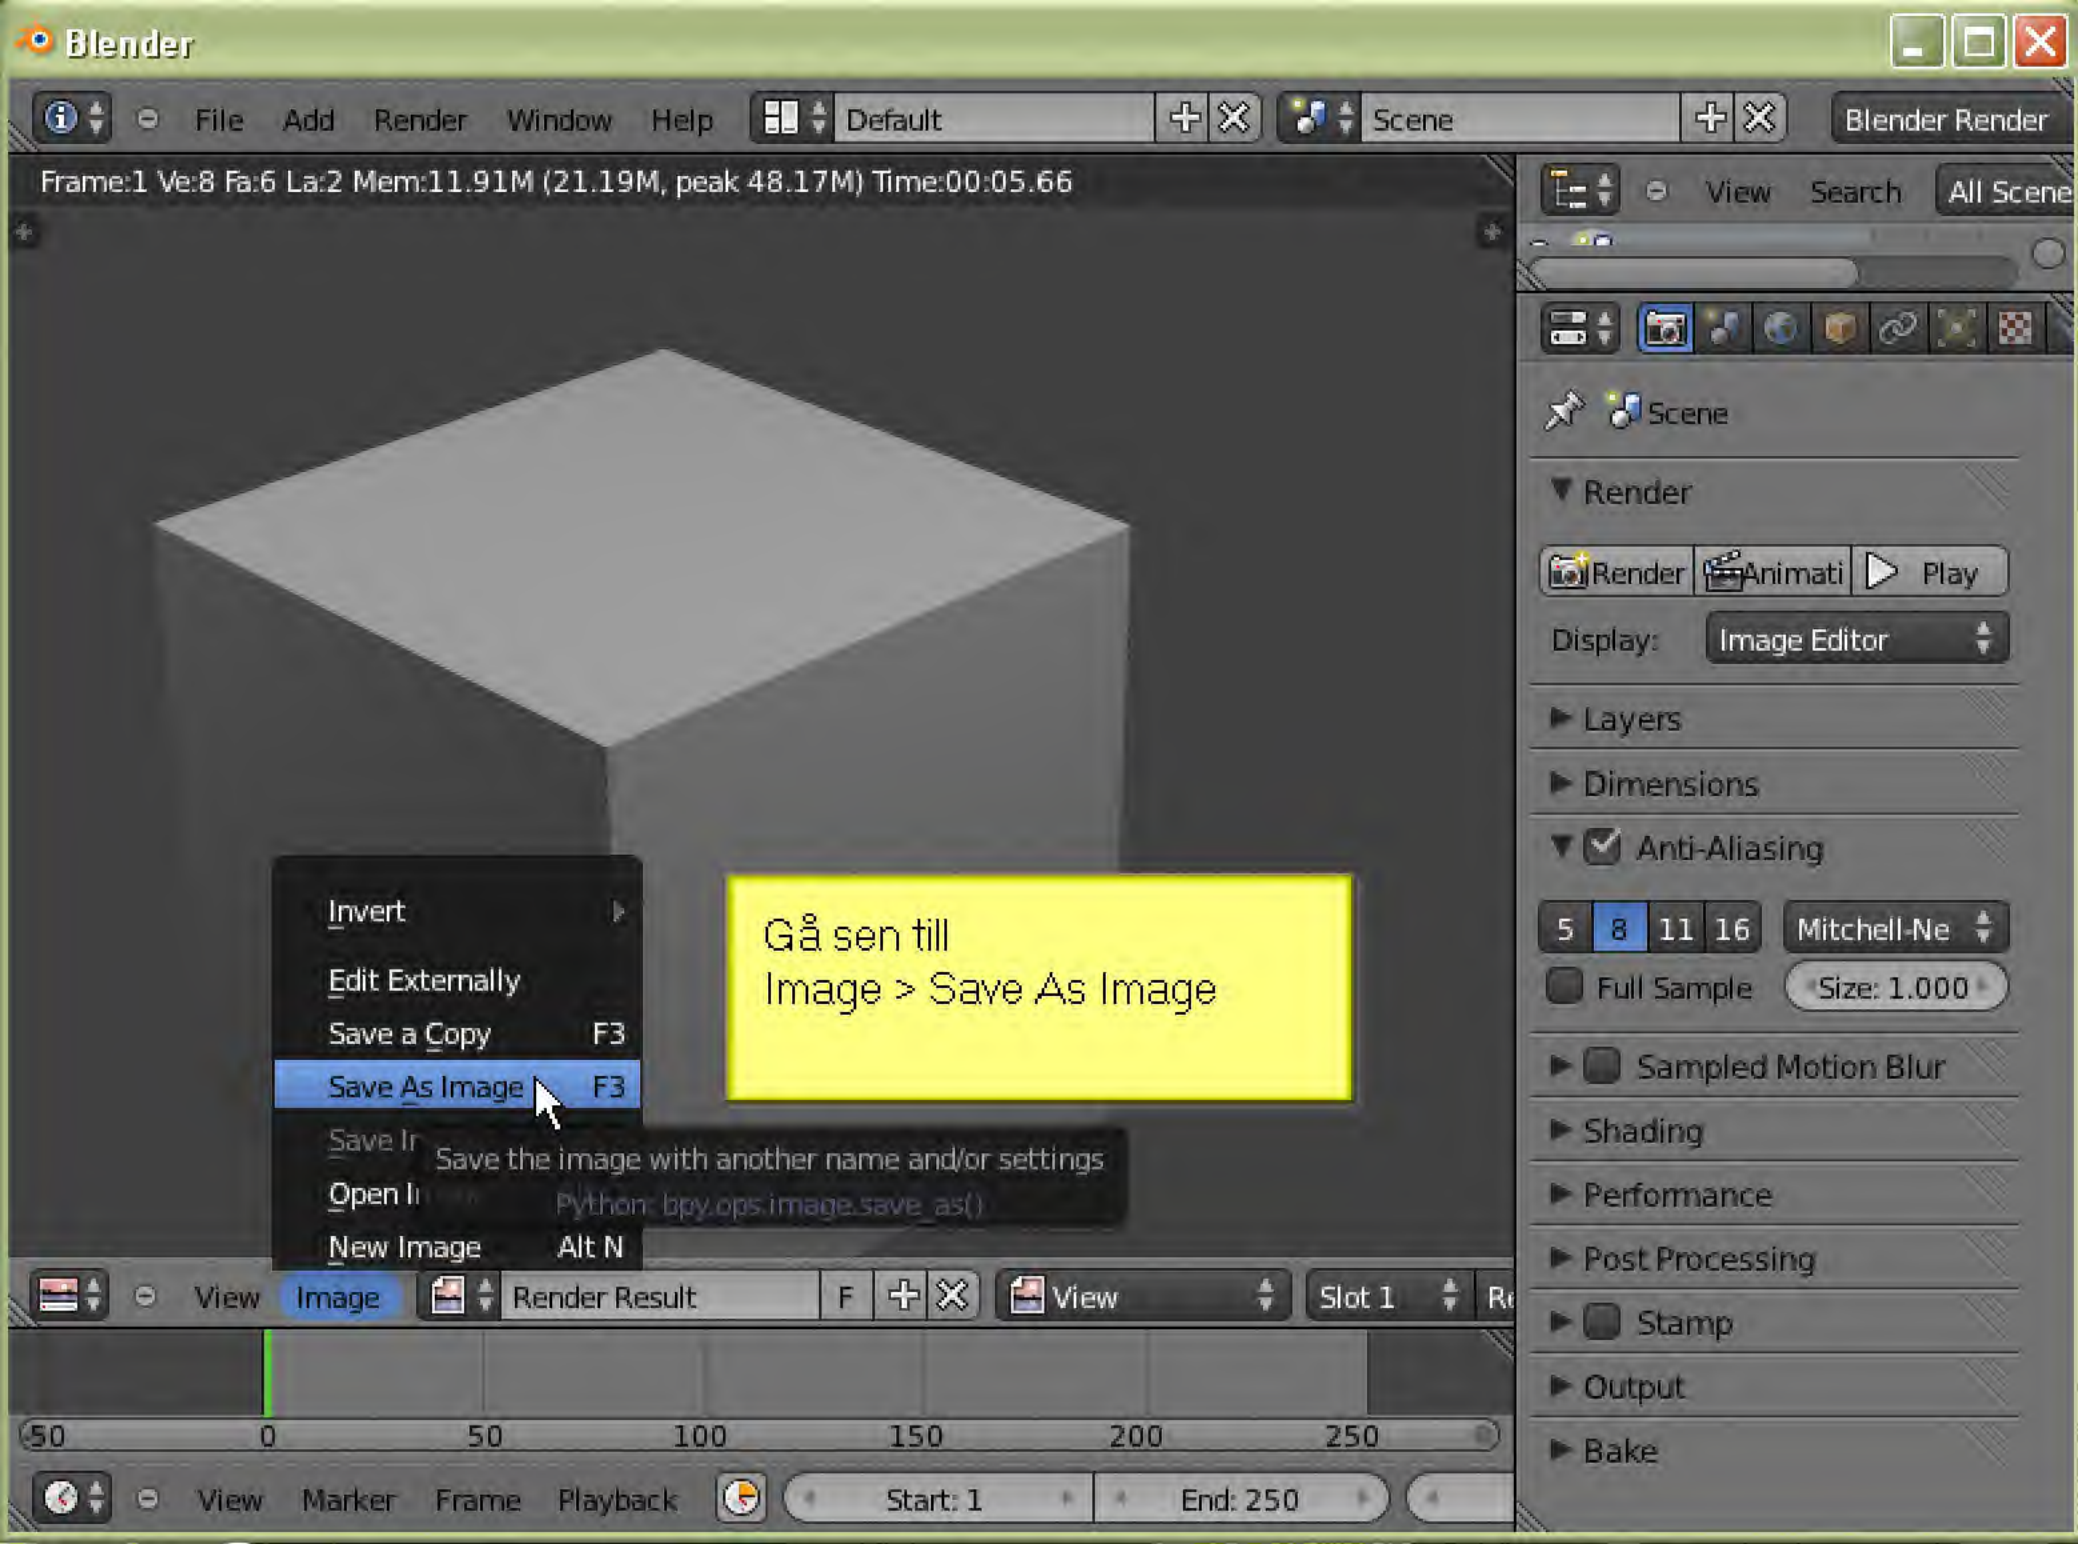 Blender
File Add Render Window Help Default Scene Blender Render
Frame:1 Ve:8 Fa:6 La:2 Mem:11.91M (21.19M, peak 48.17M) Time:00:05.66
View Search All Scene
Scene
Render
Render Animati Play
Display: Image Editor
Layers
Dimensions
Anti-Aliasing
5 8 11 16 Mitchell-Ne
Full Sample Size: 1.000
Sampled Motion Blur
Shading
Performance
Post Processing
Stamp
Output
Bake
Invert
Edit Externally
Save a Copy F3
Save As Image F3
Save
Open
New Image Alt N
Gå sen till
Image > Save As Image
Save the image with another name and/or settings
Python: bpy.ops.image.save_as()
View Image Render Result F View Slot 1
-50 0 50 100 150 200 250
View Marker Frame Playback Start: 1 End: 250